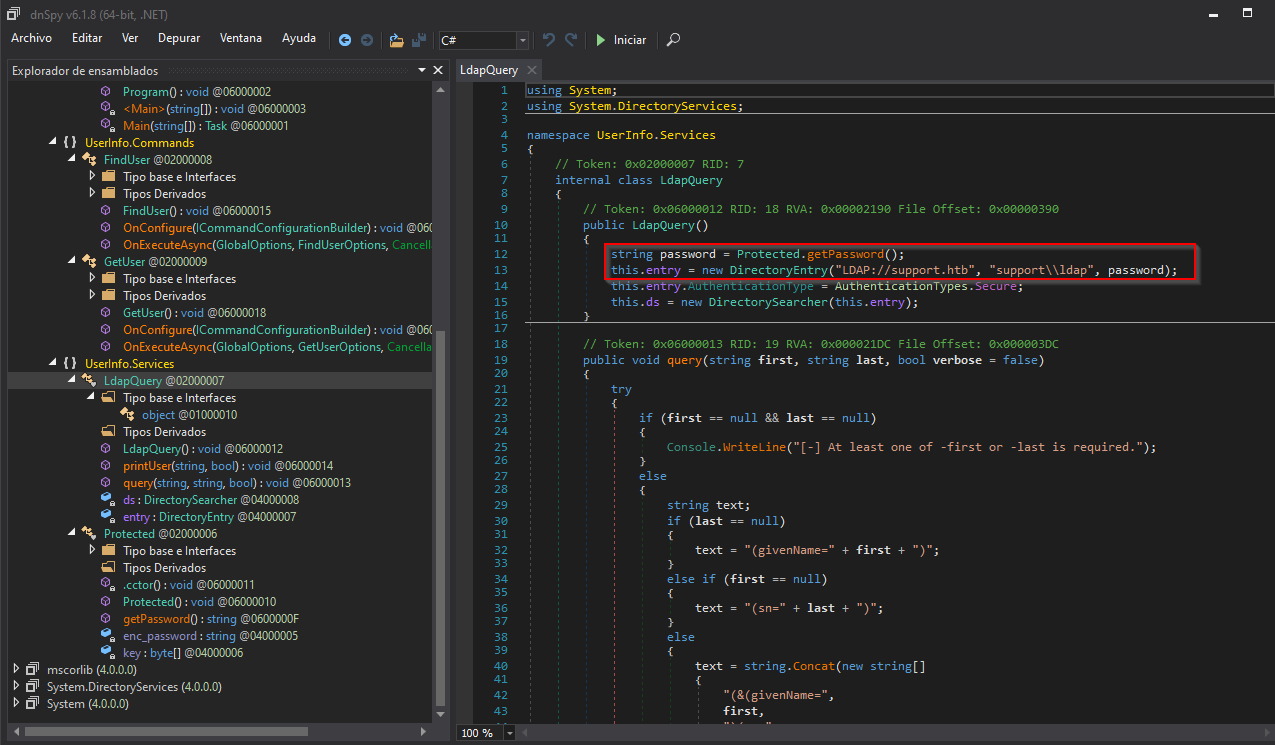 dnSpy v6.1.8 (64-bit, .NET)
Archivo Editar Ver Depurar Ventana Ayuda C# Iniciar
Explorador de ensamblados
Program() : void @06000002
<Main>(string[]) : void @06000003
Main(string[]) : Task @06000001
{ } UserInfo.Commands
FindUser @02000008
Tipo base e Interfaces
Tipos Derivados
FindUser() : void @06000015
OnConfigure(ICommandConfigurationBuilder) : void @060
OnExecuteAsync(GlobalOptions, FindUserOptions, Cancella
GetUser @02000009
Tipo base e Interfaces
Tipos Derivados
GetUser() : void @06000018
OnConfigure(ICommandConfigurationBuilder) : void @060
OnExecuteAsync(GlobalOptions, GetUserOptions, Cancella
{ } UserInfo.Services
LdapQuery @02000007
Tipo base e Interfaces
object @01000010
Tipos Derivados
LdapQuery() : void @06000012
printUser(string, bool) : void @06000014
query(string, string, bool) : void @06000013
ds : DirectorySearcher @04000008
entry : DirectoryEntry @04000007
Protected @02000006
Tipo base e Interfaces
Tipos Derivados
.cctor() : void @06000011
Protected() : void @06000010
getPassword() : string @0600000F
enc_password : string @04000005
key : byte[] @04000006
mscorlib (4.0.0.0)
System.DirectoryServices (4.0.0.0)
System (4.0.0.0)
LdapQuery
1 using System;
2 using System.DirectoryServices;
3
4 namespace UserInfo.Services
5 {
6 // Token: 0x02000007 RID: 7
7 internal class LdapQuery
8 {
9 // Token: 0x06000012 RID: 18 RVA: 0x00002190 File Offset: 0x00000390
10 public LdapQuery()
11 {
12 string password = Protected.getPassword();
13 this.entry = new DirectoryEntry("LDAP://support.htb", "support\\ldap", password);
14 this.entry.AuthenticationType = AuthenticationTypes.Secure;
15 this.ds = new DirectorySearcher(this.entry);
16 }
17
18 // Token: 0x06000013 RID: 19 RVA: 0x000021DC File Offset: 0x000003DC
19 public void query(string first, string last, bool verbose = false)
20 {
21 try
22 {
23 if (first == null && last == null)
24 {
25 Console.WriteLine("[-] At least one of -first or -last is required.");
26 }
27 else
28 {
29 string text;
30 if (last == null)
31 {
32 text = "(givenName=" + first + ")";
33 }
34 else if (first == null)
35 {
36 text = "(sn=" + last + ")";
37 }
38 else
39 {
40 text = string.Concat(new string[]
41 {
42 "(&(givenName=",
43 first,
100 %